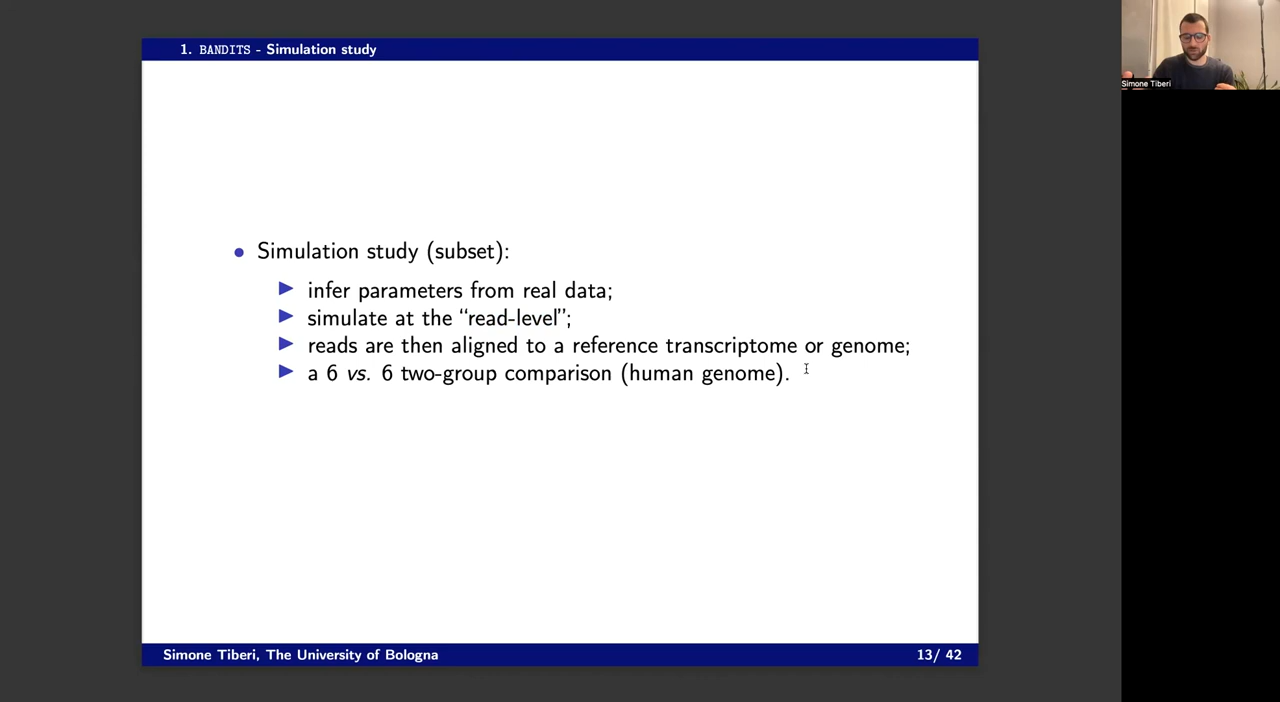 1. BANDITS - Simulation study
Simone Tiberi
• Simulation study (subset):
▶ infer parameters from real data;
▶ simulate at the “read-level”;
▶ reads are then aligned to a reference transcriptome or genome;
▶ a 6 vs. 6 two-group comparison (human genome).
Simone Tiberi, The University of Bologna
13/ 42